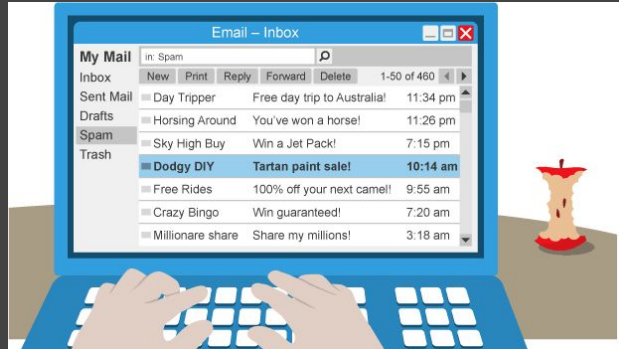 Email – Inbox
My Mail
in: Spam
Inbox
New Print Reply Forward Delete 1-50 of 460
Sent Mail
Day Tripper Free day trip to Australia! 11:34 pm
Drafts
Horsing Around You've won a horse! 11:26 pm
Spam
Sky High Buy Win a Jet Pack! 7:15 pm
Trash
Dodgy DIY Tartan paint sale! 10:14 am
Free Rides 100% off your next camel! 9:55 am
Crazy Bingo Win guaranteed! 7:20 am
Millionare share Share my millions! 3:18 am